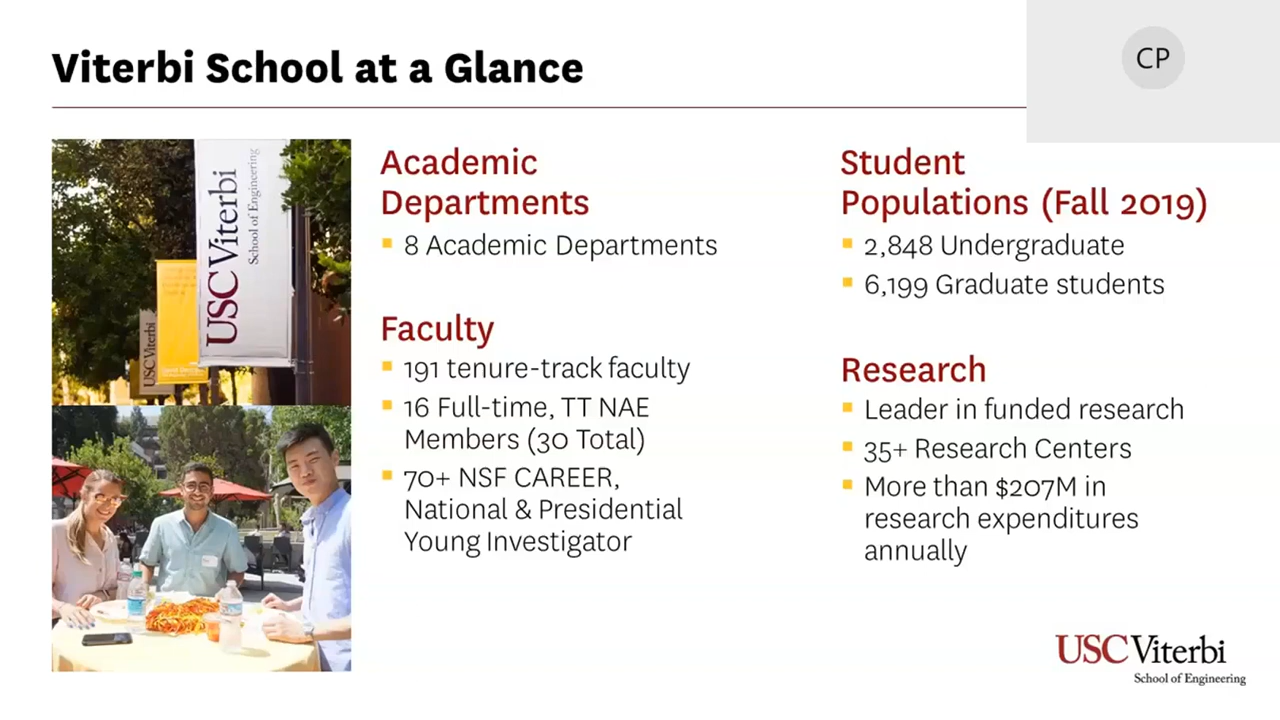 Viterbi School at a Glance
CP
USC Viterbi
School of Engineering
USC Viterbi
Academic
Departments
8 Academic Departments
Faculty
191 tenure-track faculty
16 Full-time, TT NAE
Members (30 Total)
70+ NSF CAREER,
National & Presidential
Young Investigator
Student
Populations (Fall 2019)
2,848 Undergraduate
6,199 Graduate students
Research
Leader in funded research
35+ Research Centers
More than $207M in
research expenditures
annually
USC Viterbi
School of Engineering